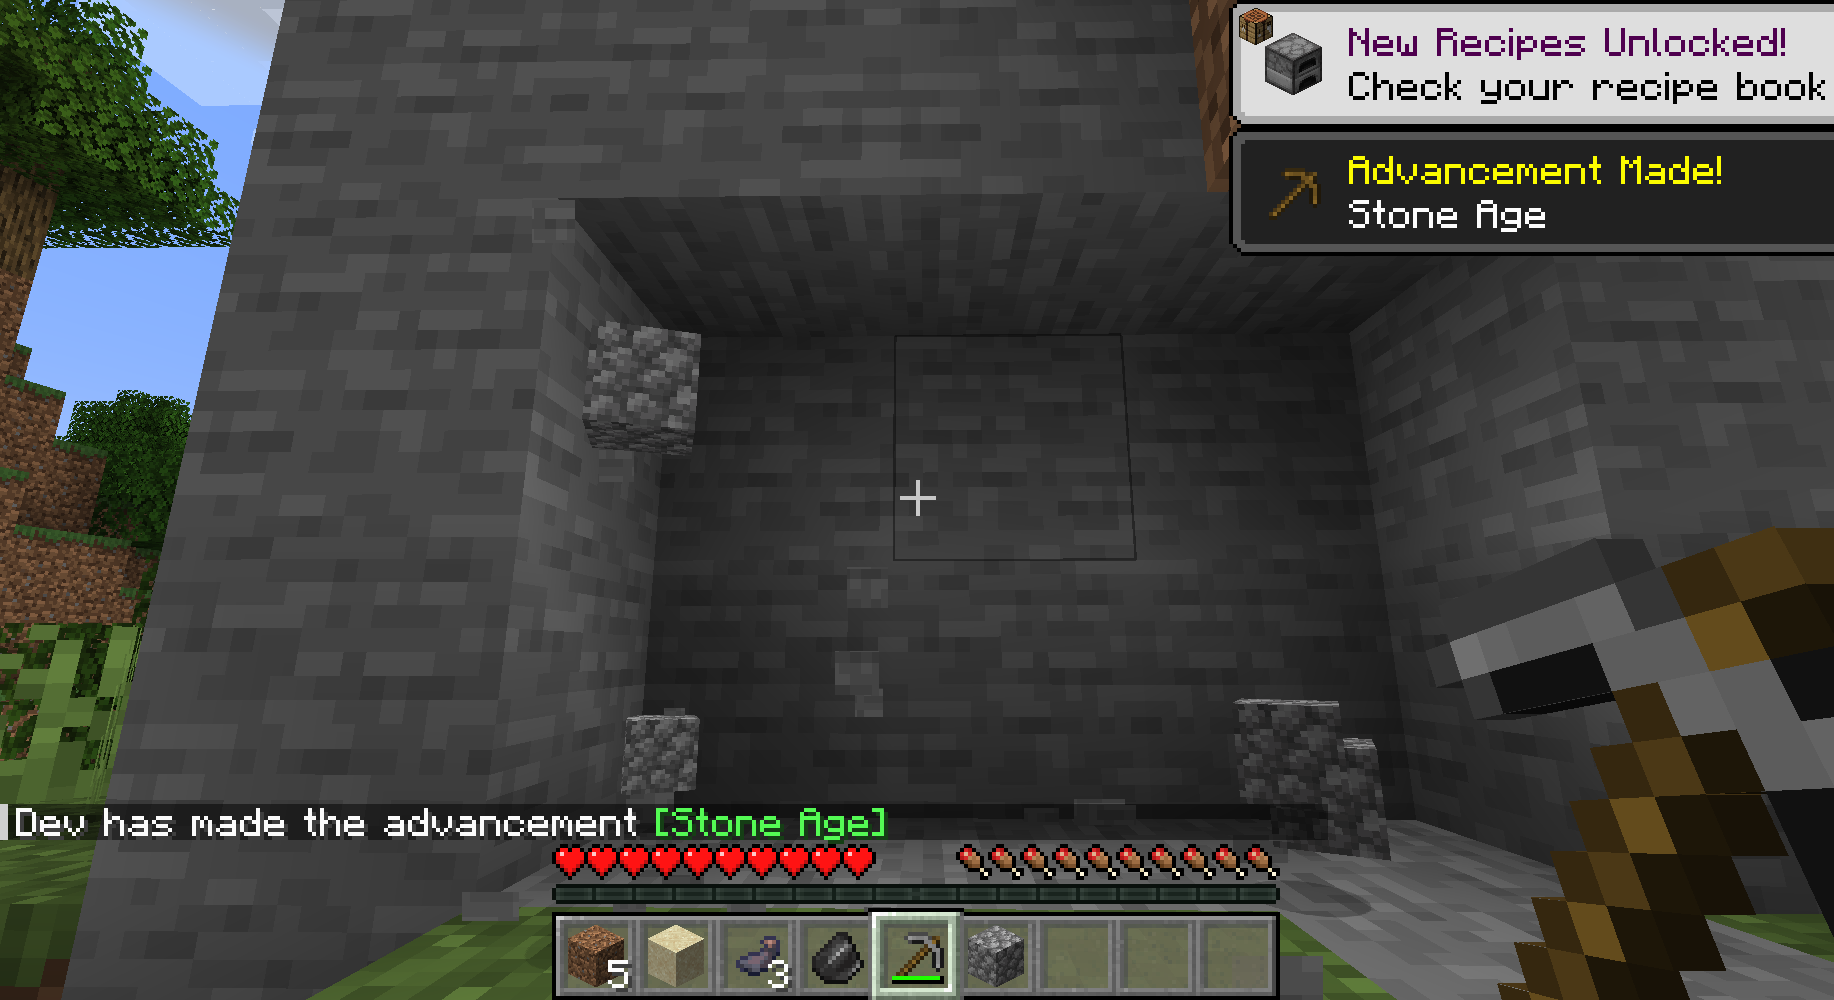 New Recipes Unlocked!
Check your recipe book
Advancement Made!
Stone Age
Dev has made the advancement [Stone Age]
5
3